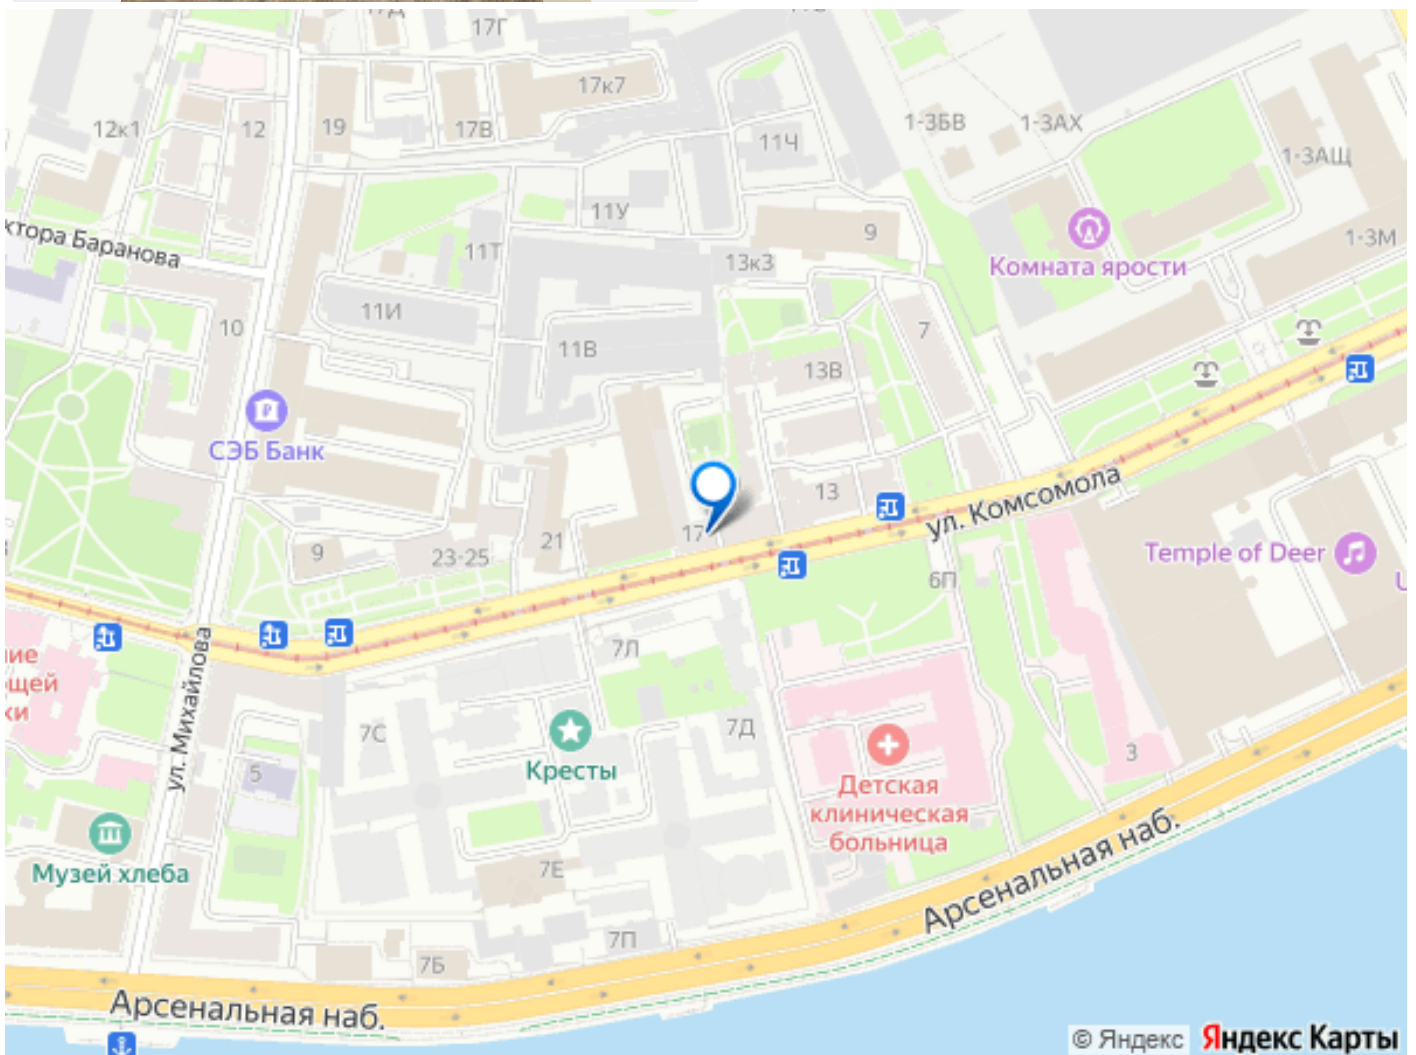 17Д
17Г
17к7
12к1
12
19
17В
11Ч
1-3БВ
1-3АХ
1-3АЩ
11У
ктора Баранова
11Т
9
13к3
1-3М
Комната ярости
11И
10
11В
7
13В
СЭБ Банк
13
ул. Комсомола
17
9
23-25
21
Temple of Deer
6П
U
ул. Михайлова
7Л
ие
щей
ки
7С
7Д
5
Кресты
3
Детская
клиническая
больница
Музей хлеба
7Е
Арсенальная наб.
7П
7Б
Арсенальная наб.
© Яндекс Яндекс Карты